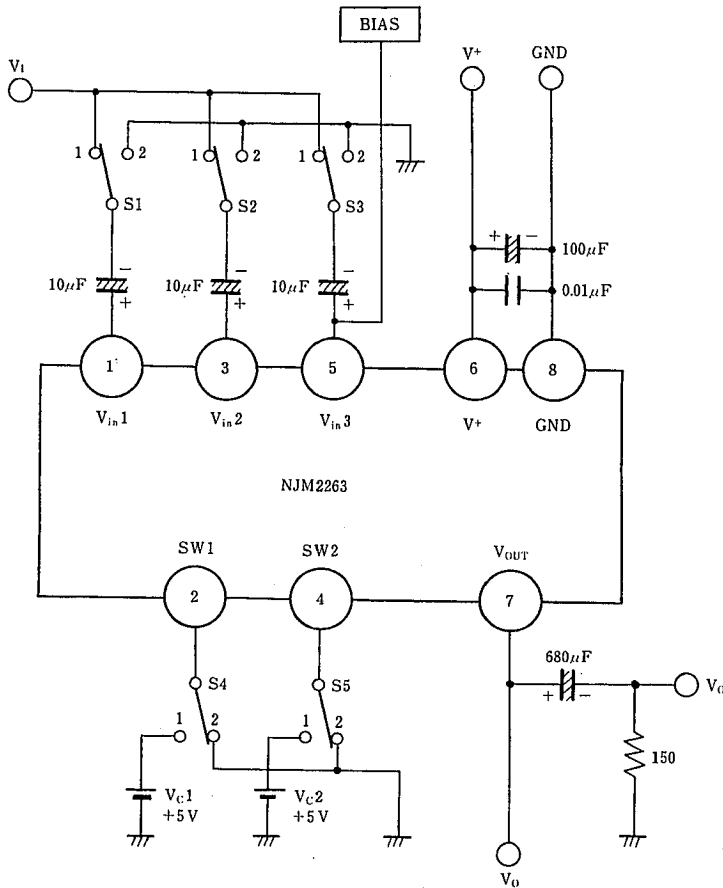 BIAS
V+ GND
Vi
1 2 1 2 1 2
S1 S2 S3
+ −
100μF
− − −
10μF 10μF 10μF
+ + +
0.01μF
1 3 5 6 8
Vin1 Vin2 Vin3 V+ GND
NJM2263
SW1 SW2 VOUT
2 4 7
680μF
S4 S5
+ −
VO
1 2 1 2
150
VC1 VC2
+5V +5V
VO